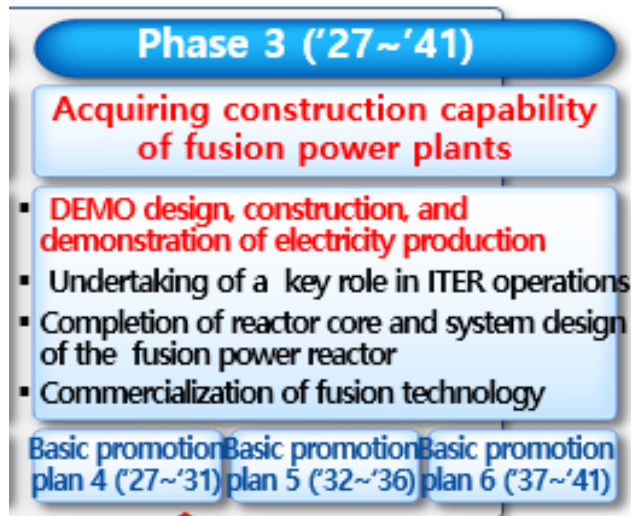 Phase 3 ('27~'41)
Acquiring construction capability
of fusion power plants
▪ DEMO design, construction, and
demonstration of electricity production
▪ Undertaking of a key role in ITER operations
▪ Completion of reactor core and system design
of the fusion power reactor
▪ Commercialization of fusion technology
Basic promotion
plan 4 ('27~'31)
Basic promotion
plan 5 ('32~'36)
Basic promotion
plan 6 ('37~'41)